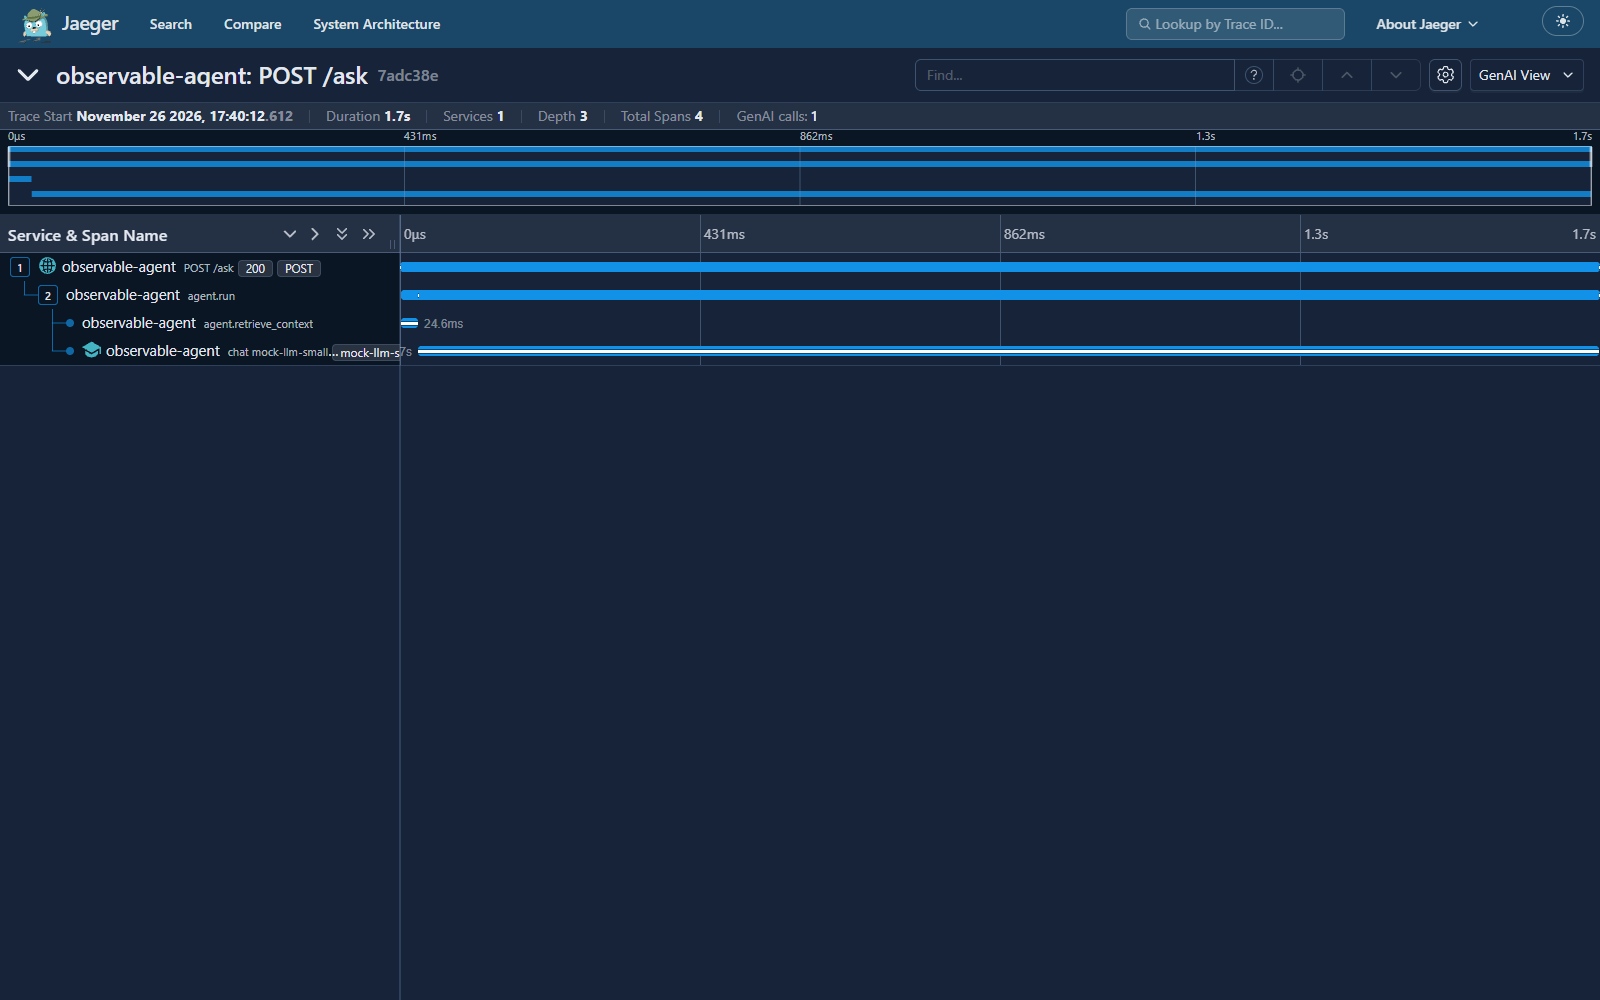 Jaeger Search Compare System Architecture Lookup by Trace ID... About Jaeger
observable-agent: POST /ask 7adc38e Find... ? GenAI View
Trace Start November 26 2026, 17:40:12.612 Duration 1.7s Services 1 Depth 3 Total Spans 4 GenAI calls: 1
0μs 431ms 862ms 1.3s 1.7s
Service & Span Name 0μs 431ms 862ms 1.3s 1.7s
1 observable-agent POST /ask 200 POST
2 observable-agent agent.run
observable-agent agent.retrieve_context 24.6ms
observable-agent chat mock-llm-small... mock-llm-s 7s